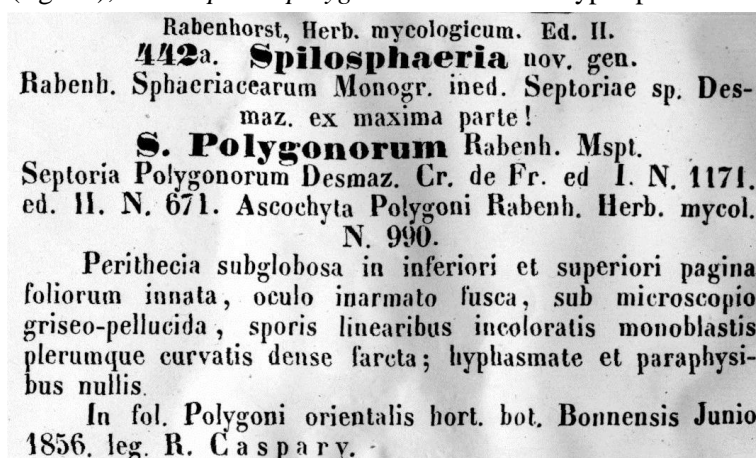 Rabenhorst, Herb. mycologicum. Ed. II.
442a. Spilosphaeria nov. gen.
Rabenh. Sphaeriacearum Monogr. ined. Septoriae sp. Des-
maz. ex maxima parte!
S. Polygonorum Rabenh. Mspt.
Septoria Polygonorum Desmaz. Cr. de Fr. ed I. N. 1171.
ed. II. N. 671. Ascochyta Polygoni Rabenh. Herb. mycol.
N. 990.
Perithecia subglobosa in inferiori et superiori pagina
foliorum innata, oculo inarmato fusca, sub microscopio
griseo-pellucida, sporis linearibus incoloratis monoblastis
plerumque curvatis dense farcta; hyphasmate et paraphysi-
bus nullis.
In fol. Polygoni orientalis hort. bot. Bonnensis Junio
1856. leg. R. Caspary.